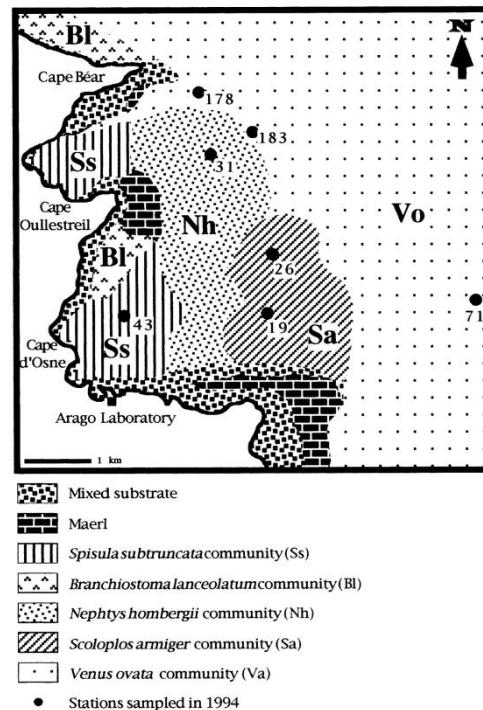 Bl
N
Cape Béar
178
183
Ss
31
Cape
Oullestreil
Nh
Vo
Bl
26
43
19
71
Cape
d'Osne
Ss
Sa
Arago Laboratory
1 km
Mixed substrate
Maerl
Spisula subtruncata community (Ss)
Branchiostoma lanceolatum community (Bl)
Nephtys hombergii community (Nh)
Scoloplos armiger community (Sa)
Venus ovata community (Va)
Stations sampled in 1994